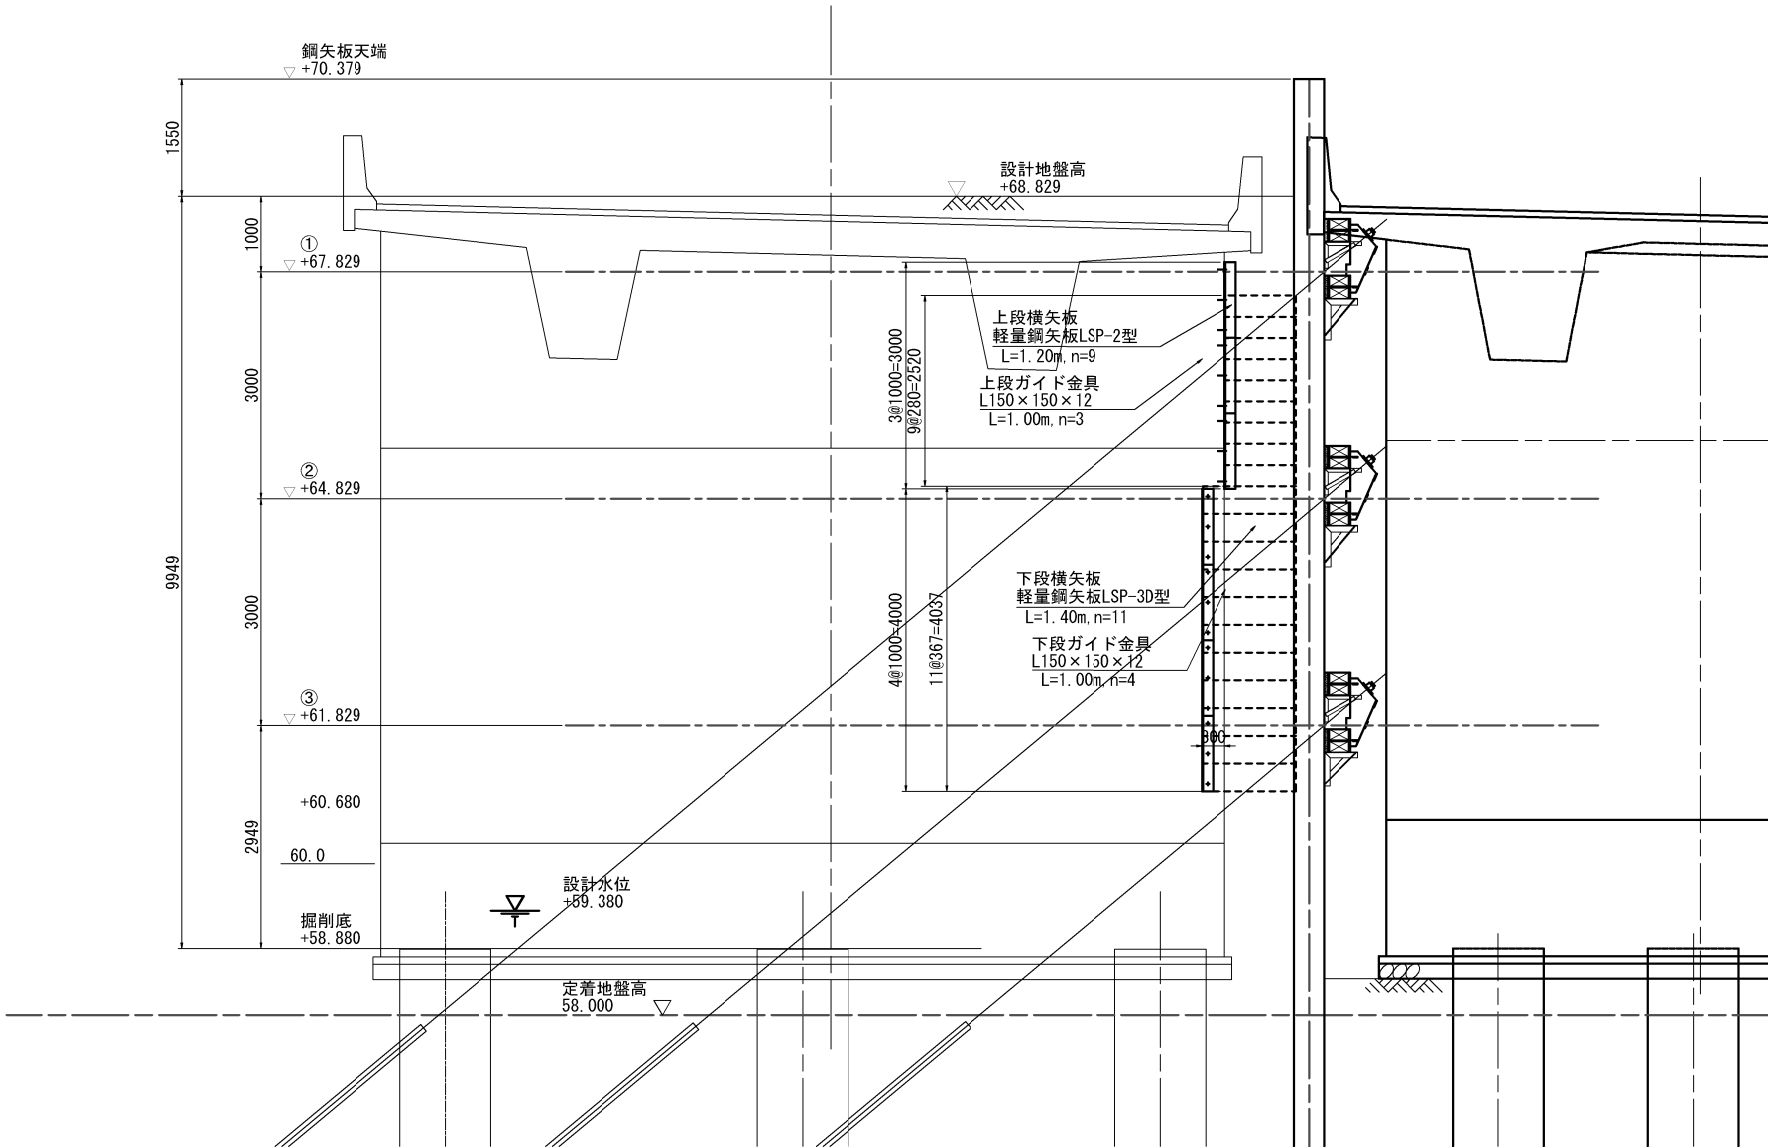 鋼矢板天端
+70.379
1550
設計地盤高
+68.829
1000
①
+67.829
上段横矢板
軽量鋼矢板LSP-2型
L=1.20m,n=9
3@1000=3000
9@280=2520
3000
上段ガイド金具
L150×150×12
L=1.00m,n=3
②
+64.829
9949
下段横矢板
軽量鋼矢板LSP-3D型
L=1.40m,n=11
3000
4@1000=4000
11@367=4037
下段ガイド金具
L150×150×12
L=1.00m,n=4
③
+61.829
300
+60.680
2949
60.0
設計水位
+59.380
掘削底
+58.880
定着地盤高
58.000